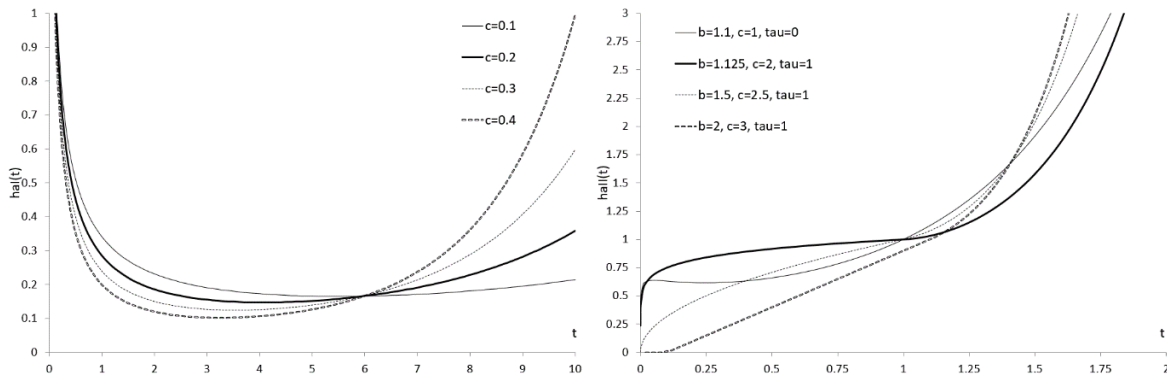 1
0.9
0.8
0.7
0.6
0.5
0.4
0.3
0.2
0.1
0
haI(t)
0 1 2 3 4 5 6 7 8 9 10
t
c=0.1
c=0.2
c=0.3
c=0.4
3
2.75
2.5
2.25
2
1.75
1.5
1.25
1
0.75
0.5
0.25
0
haII(t)
0 0.25 0.5 0.75 1 1.25 1.5 1.75 2
t
b=1.1, c=1, tau=0
b=1.125, c=2, tau=1
b=1.5, c=2.5, tau=1
b=2, c=3, tau=1